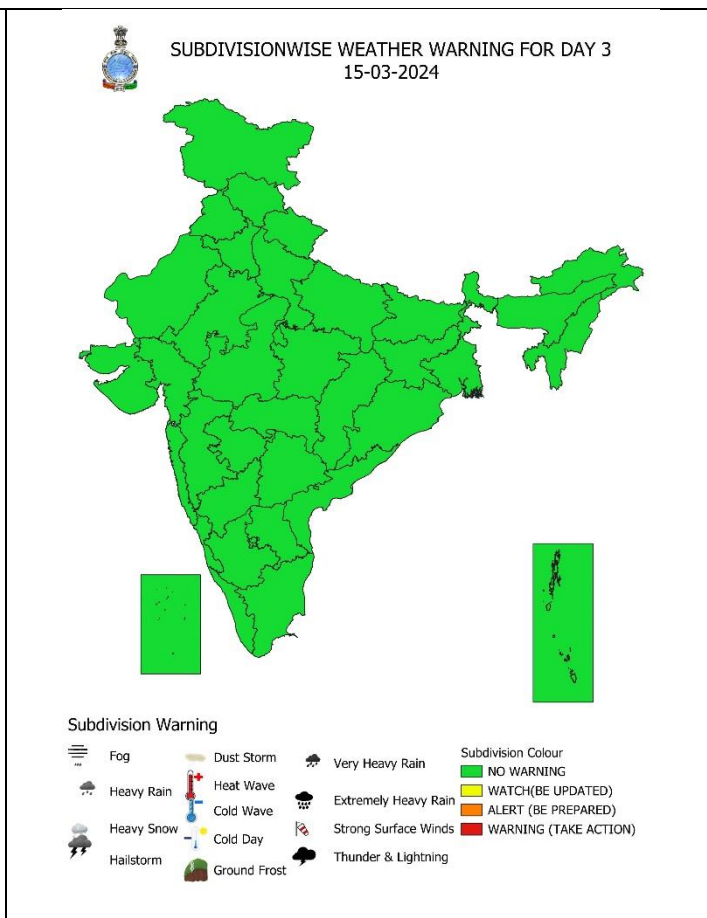 SUBDIVISIONWISE WEATHER WARNING FOR DAY 3
15-03-2024
Subdivision Warning
Fog
Heavy Rain
Heavy Snow
Hailstorm
Dust Storm
Heat Wave
Cold Wave
Cold Day
Ground Frost
Very Heavy Rain
Extremely Heavy Rain
Strong Surface Winds
Thunder & Lightning
Subdivision Colour
NO WARNING
WATCH(BE UPDATED)
ALERT (BE PREPARED)
WARNING (TAKE ACTION)